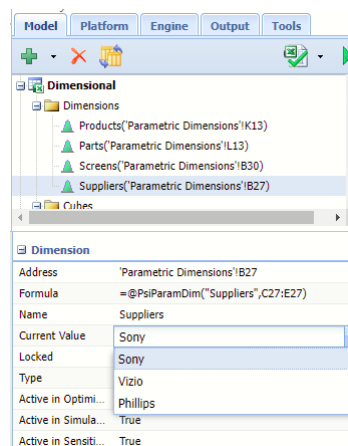 Model Platform Engine Output Tools
Dimensional
Dimensions
Products('Parametric Dimensions'!K13)
Parts('Parametric Dimensions'!L13)
Screens('Parametric Dimensions'!B30)
Suppliers('Parametric Dimensions'!B27)
Cubes
Dimension
Address 'Parametric Dimensions'!B27
Formula =@PsiParamDim("Suppliers",C27:E27)
Name Suppliers
Current Value Sony
Locked Sony
Type Vizio
Active in Optimi... Phillips
Active in Simula... True
Active in Sensiti... True